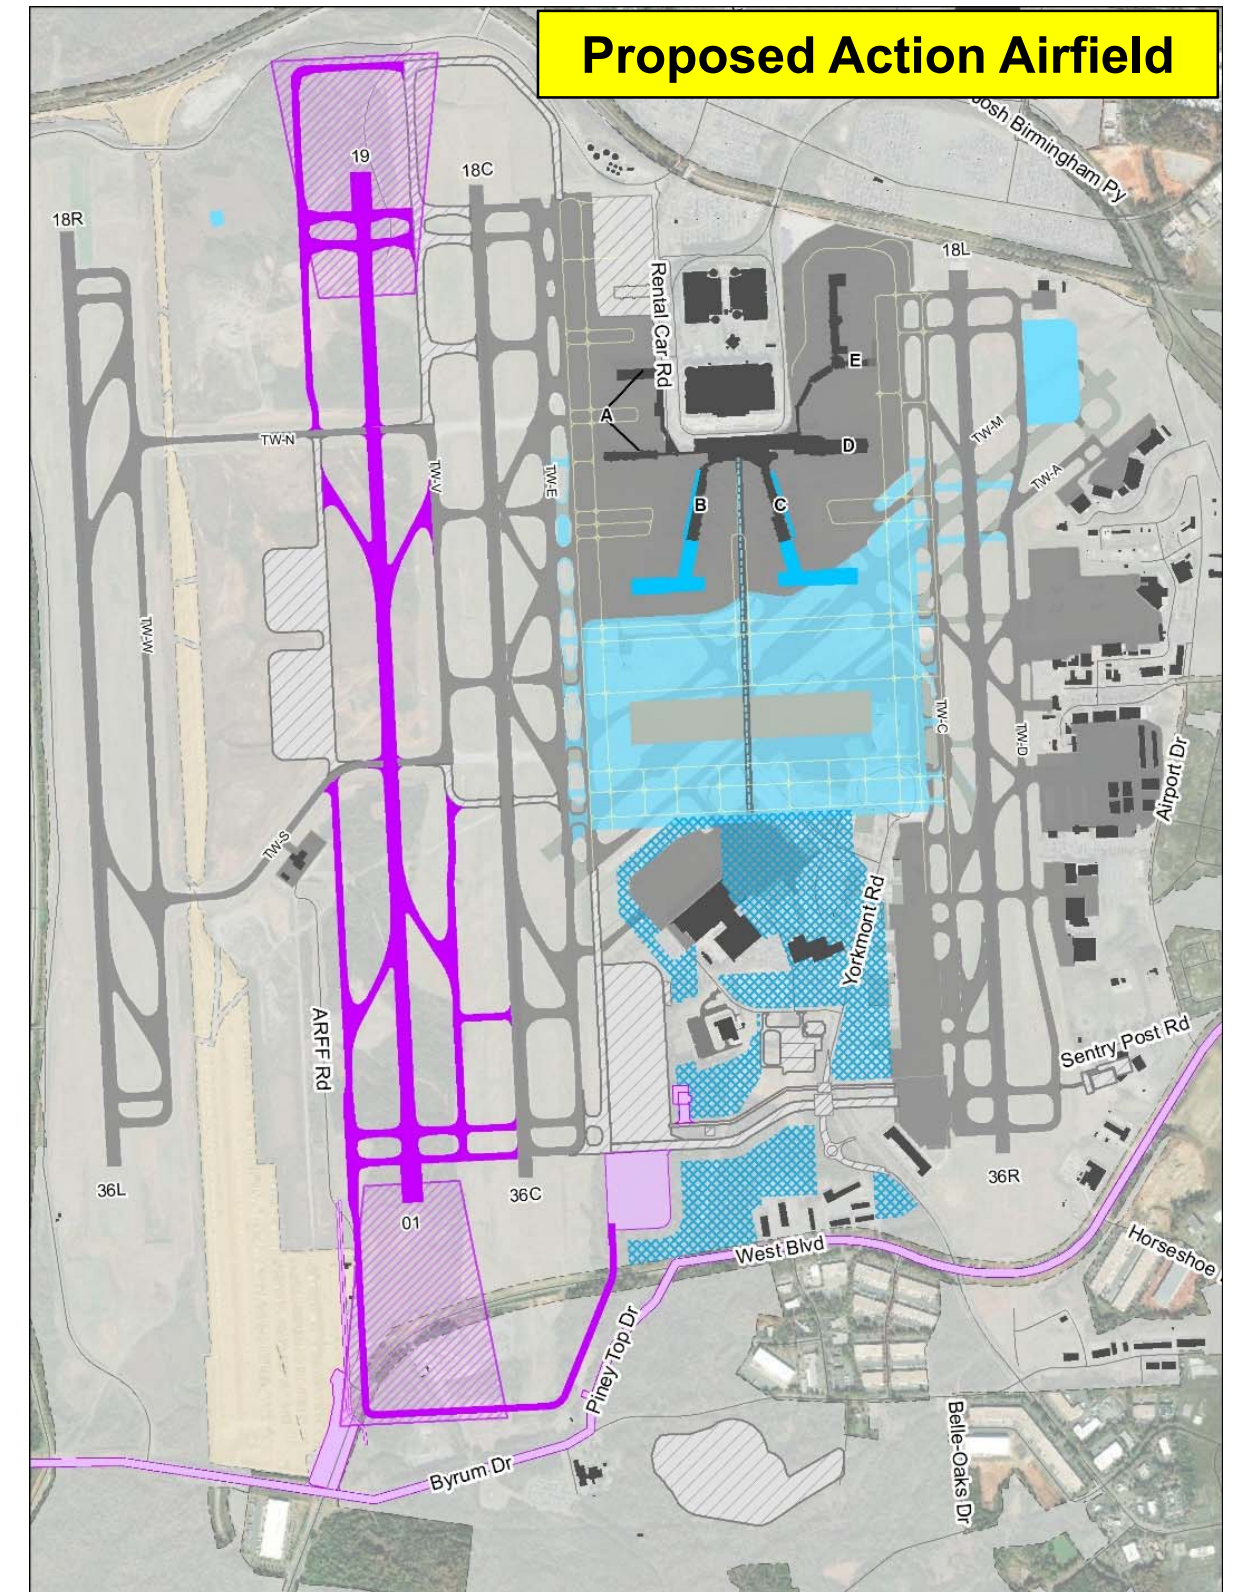 Proposed Action Airfield
Josh Birmingham Py
19
18C
18R
18L
Rental Car Rd
E
A
TW-M
TW-N
D
TW-V
TW-E
TW-A
B
C
TW-W
TW-C
TW-D
Airport Dr
TW-S
Yorkmont Rd
ARFF Rd
Sentry Post Rd
36L
36C
36R
01
West Blvd
Horseshoe
Piney Top Dr
Belle-Oaks Dr
Byrum Dr